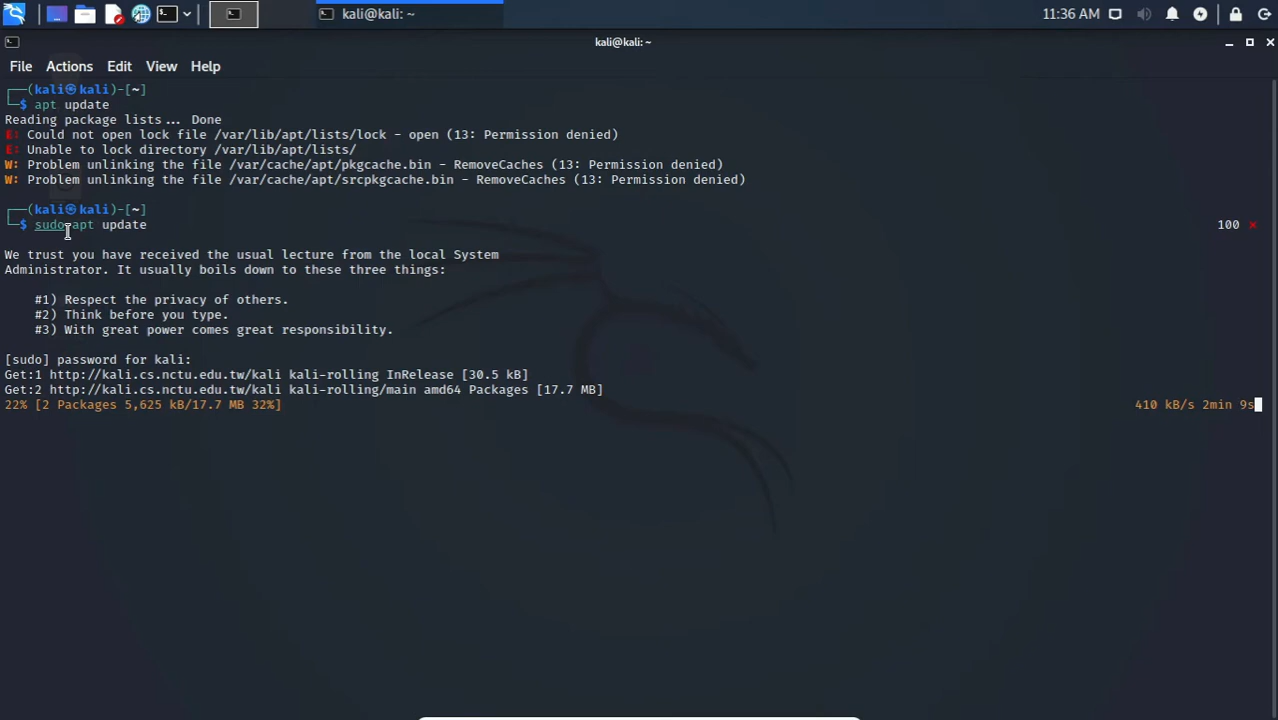 kali@kali: ~
11:36 AM
kali@kali: ~
File Actions Edit View Help
┌──(kali㉿kali)-[~]
└─$ apt update
Reading package lists... Done
E: Could not open lock file /var/lib/apt/lists/lock - open (13: Permission denied)
E: Unable to lock directory /var/lib/apt/lists/
W: Problem unlinking the file /var/cache/apt/pkgcache.bin - RemoveCaches (13: Permission denied)
W: Problem unlinking the file /var/cache/apt/srcpkgcache.bin - RemoveCaches (13: Permission denied)
┌──(kali㉿kali)-[~]
└─$ sudo apt update 100 ⨯
We trust you have received the usual lecture from the local System
Administrator. It usually boils down to these three things:
#1) Respect the privacy of others.
#2) Think before you type.
#3) With great power comes great responsibility.
[sudo] password for kali:
Get:1 http://kali.cs.nctu.edu.tw/kali kali-rolling InRelease [30.5 kB]
Get:2 http://kali.cs.nctu.edu.tw/kali kali-rolling/main amd64 Packages [17.7 MB]
22% [2 Packages 5,625 kB/17.7 MB 32%] 410 kB/s 2min 9s